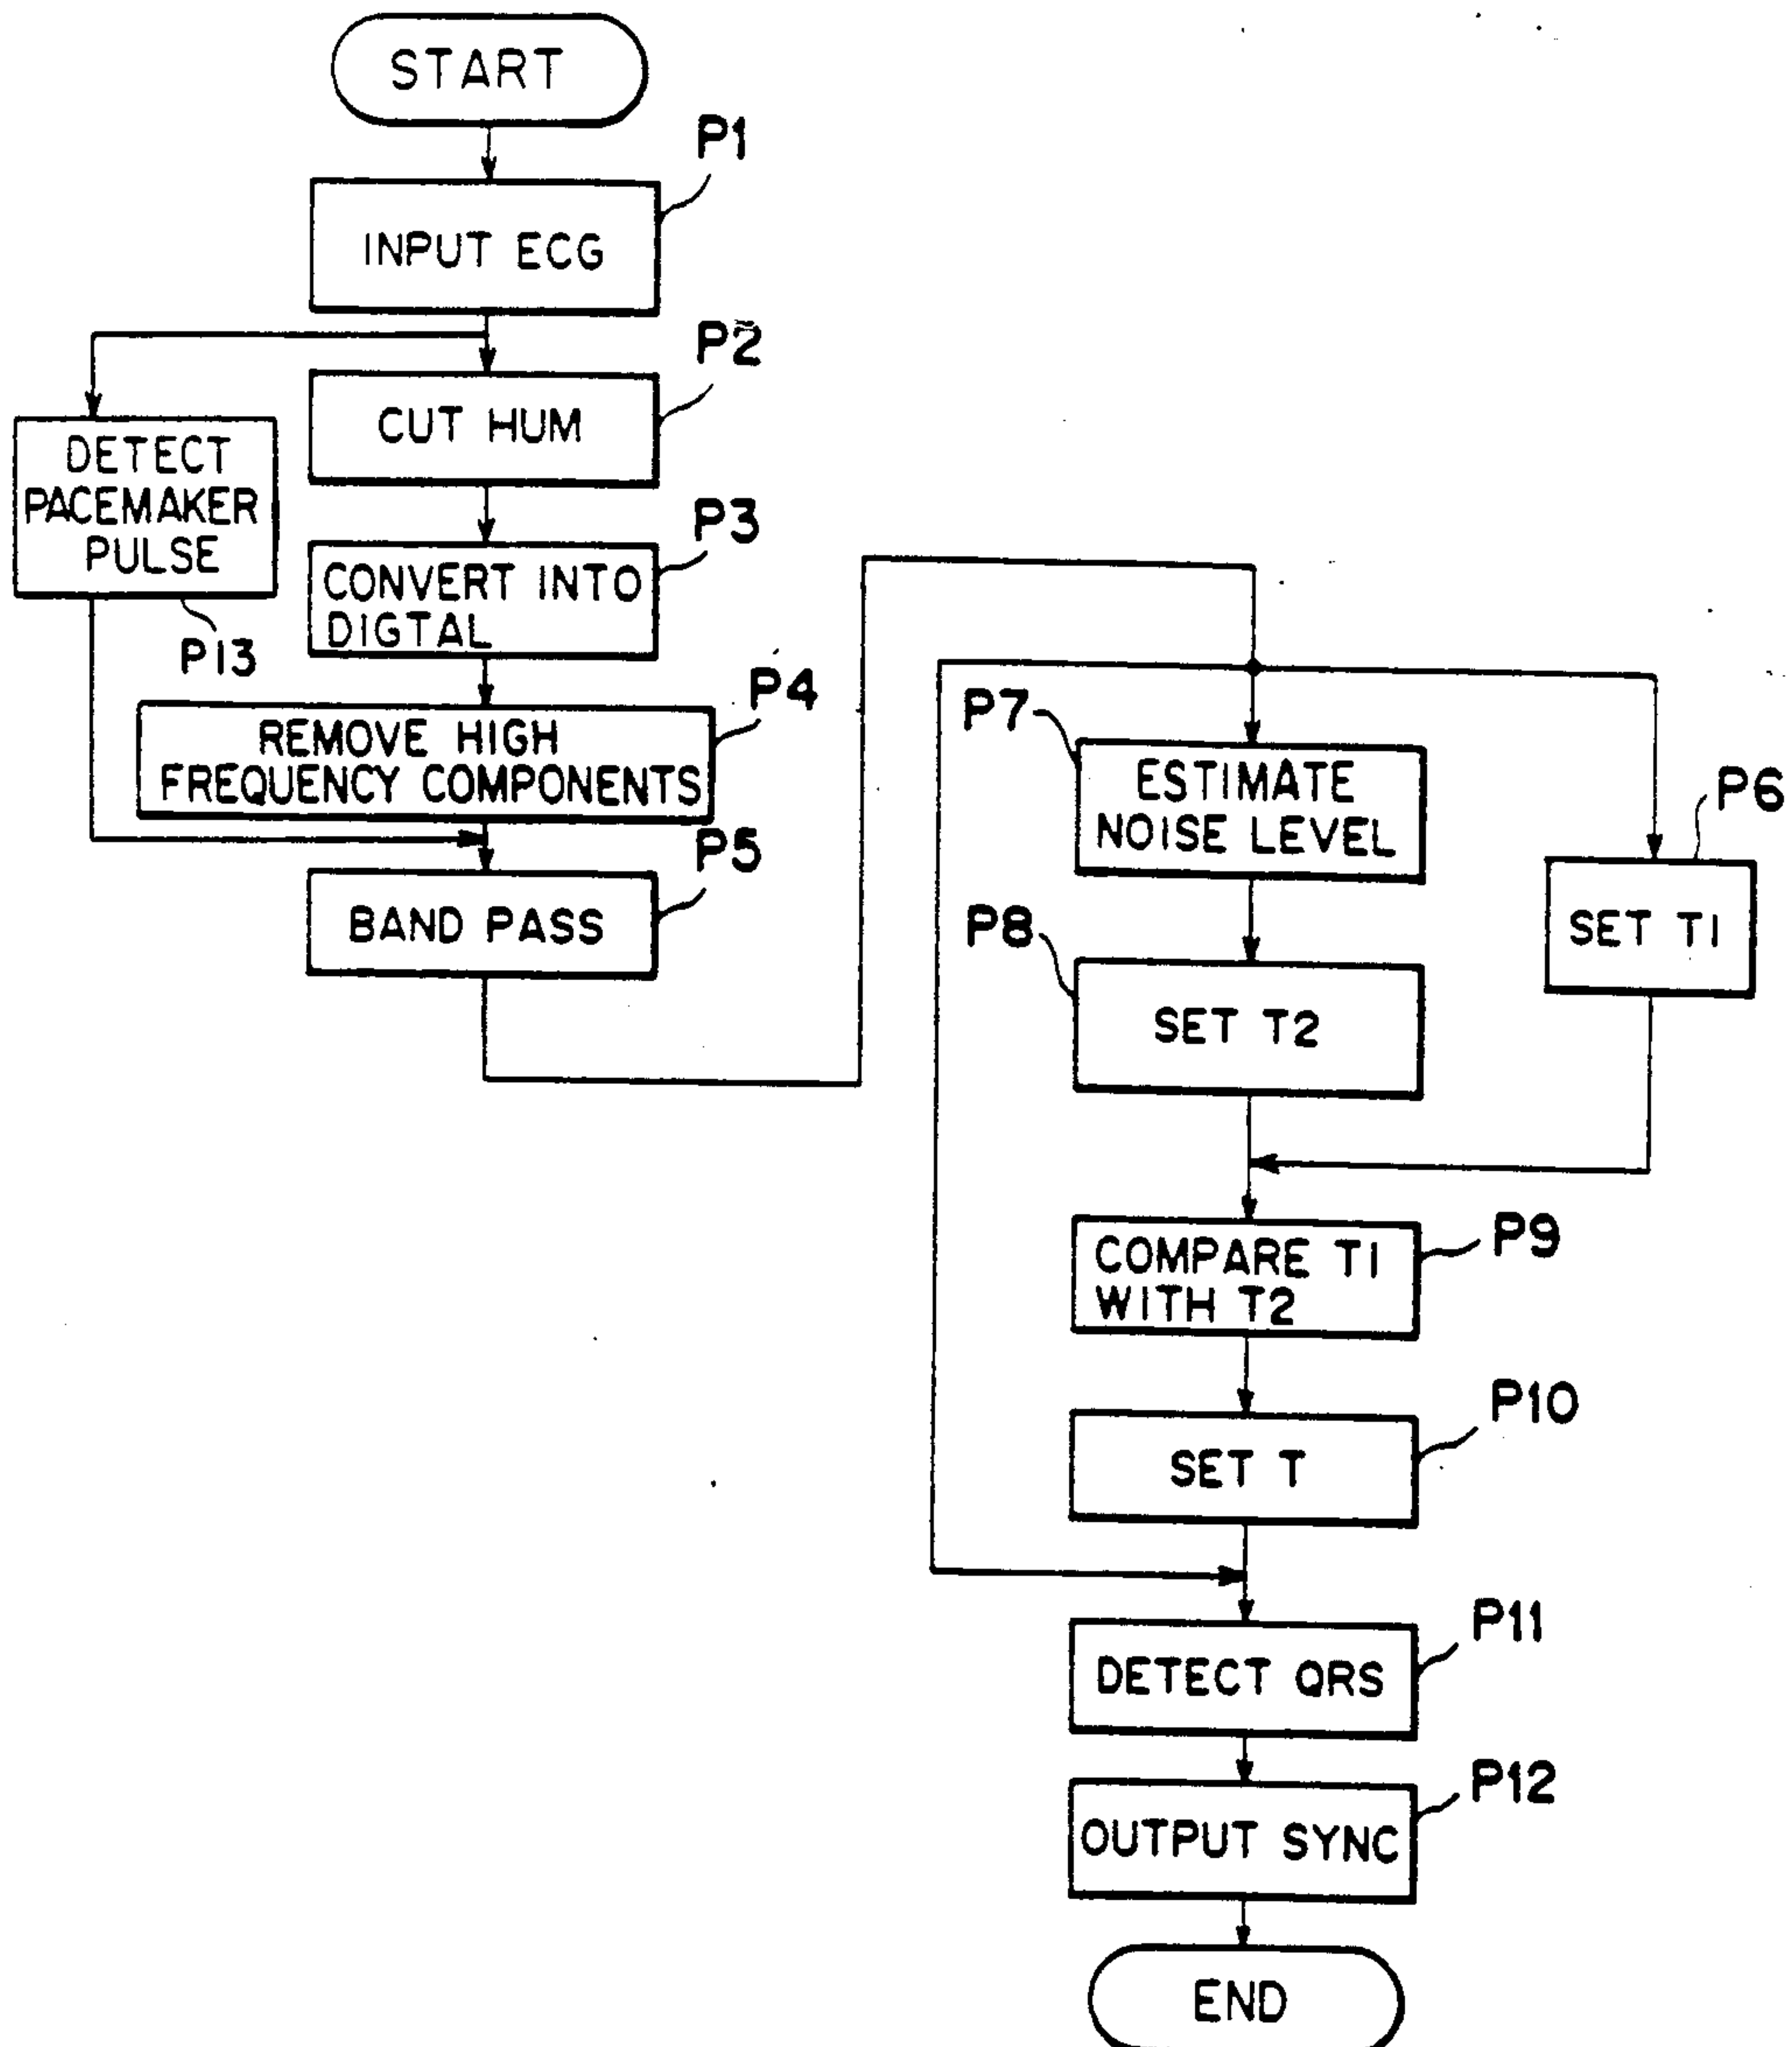 START
P1
INPUT ECG
P2
CUT HUM
DETECT
PACEMAKER
PULSE
P13
P3
CONVERT INTO
DIGTAL
P4
REMOVE HIGH
FREQUENCY COMPONENTS
P5
BAND PASS
P7
ESTIMATE
NOISE LEVEL
P6
SET T1
P8
SET T2
P9
COMPARE T1
WITH T2
P10
SET T
P11
DETECT QRS
P12
OUTPUT SYNC
END